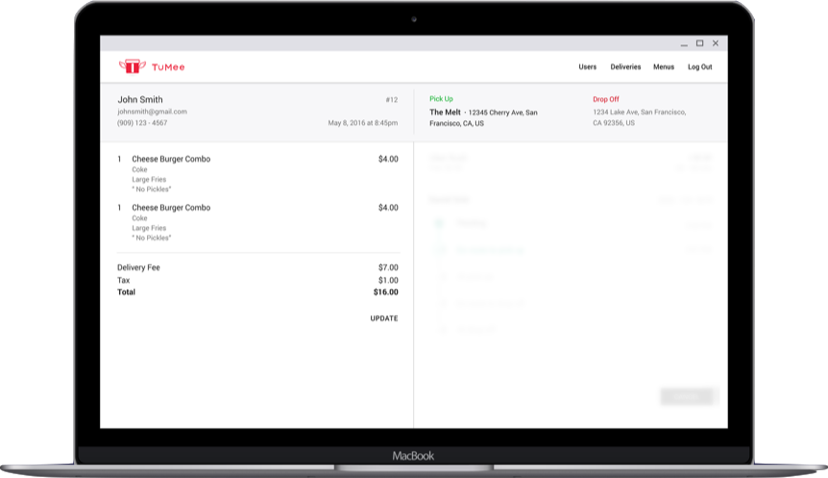 TuMee
Users Deliveries Menus Log Out
John Smith #12
johnsmith@gmail.com
(909) 123 - 4567 May 8, 2016 at 8:45pm
Pick Up
The Melt · 12345 Cherry Ave, San
Francisco, CA, US
Drop Off
1234 Lake Ave, San Francisco,
CA 92356, US
1 Cheese Burger Combo $4.00
Coke
Large Fries
" No Pickles"
1 Cheese Burger Combo $4.00
Coke
Large Fries
" No Pickles"
Delivery Fee $7.00
Tax $1.00
Total $16.00
UPDATE
MacBook